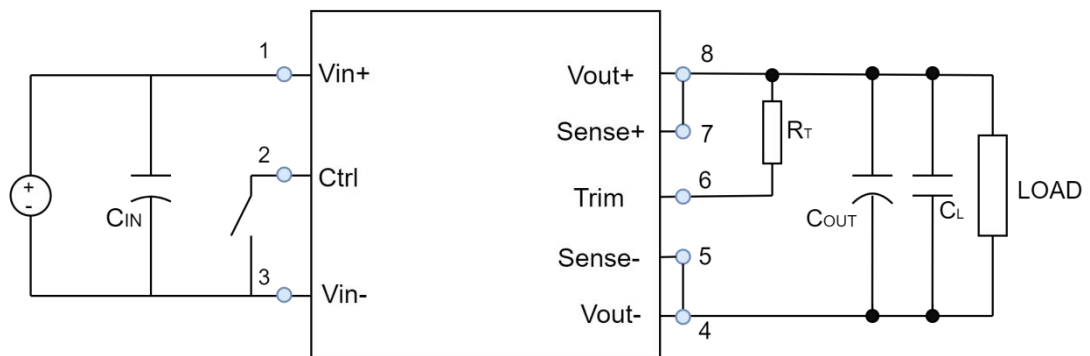 1
Vin+
2
Ctrl
3
Vin-
+
-
CIN
Vout+
8
Sense+
7
Trim
6
Sense-
5
Vout-
4
RT
COUT
CL
LOAD